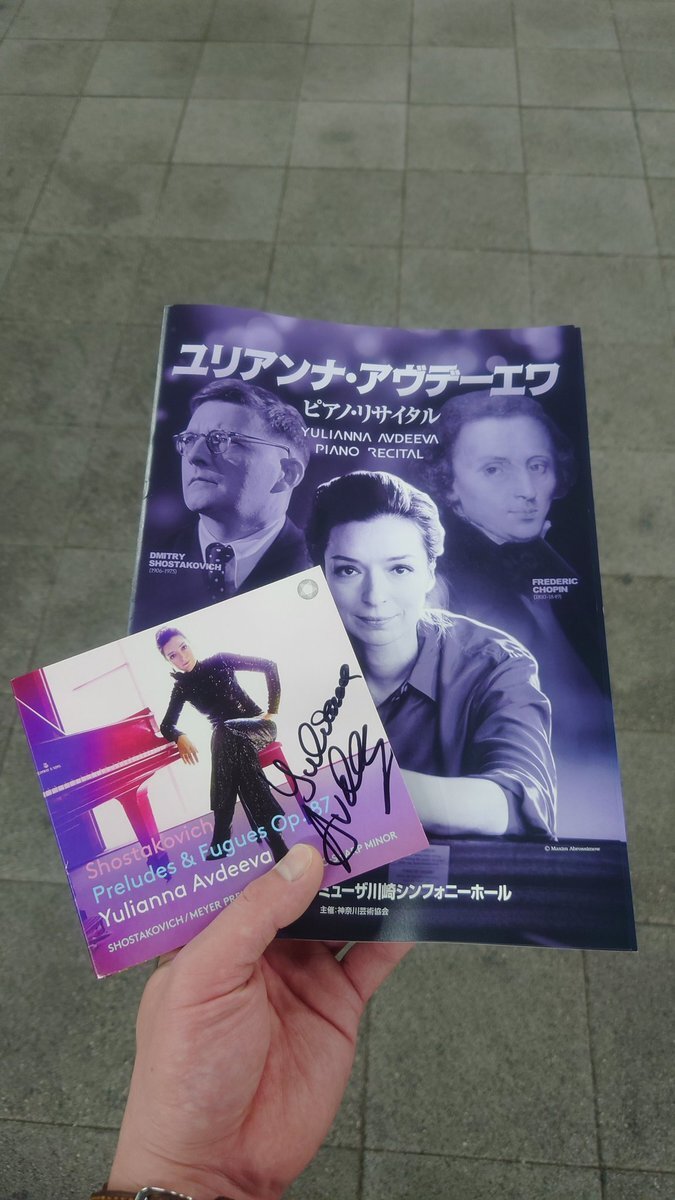 ユリアンナ・アヴデーエワ
ピアノ・リサイタル
YULIANNA AVDEEVA
PIANO RECITAL
DMITRY
SHOSTAKOVICH
(1906-1975)
FREDERIC
CHOPIN
© Maxim Abrossimow
ミューザ川崎シンフォニーホール
主催:神奈川芸術協会
Yulianna
Avdeeva
Shostakovich
Preludes & Fugues Op. 87
Yulianna Avdeeva
SHOSTAKOVICH/MEYER
MINOR